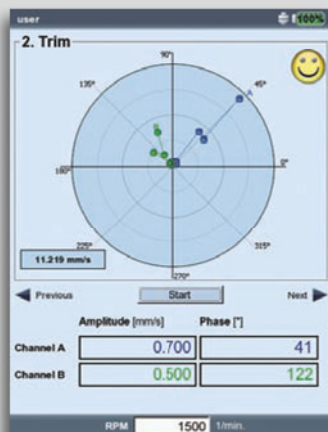 user 100%
2. Trim
90°
135° 45°
A
B
180° 0°
225° 315°
270°
11.219 mm/s
Previous Start Next
Amplitude [mm/s] Phase [°]
Channel A 0.700 41
Channel B 0.500 122
RPM 1500 1/min.